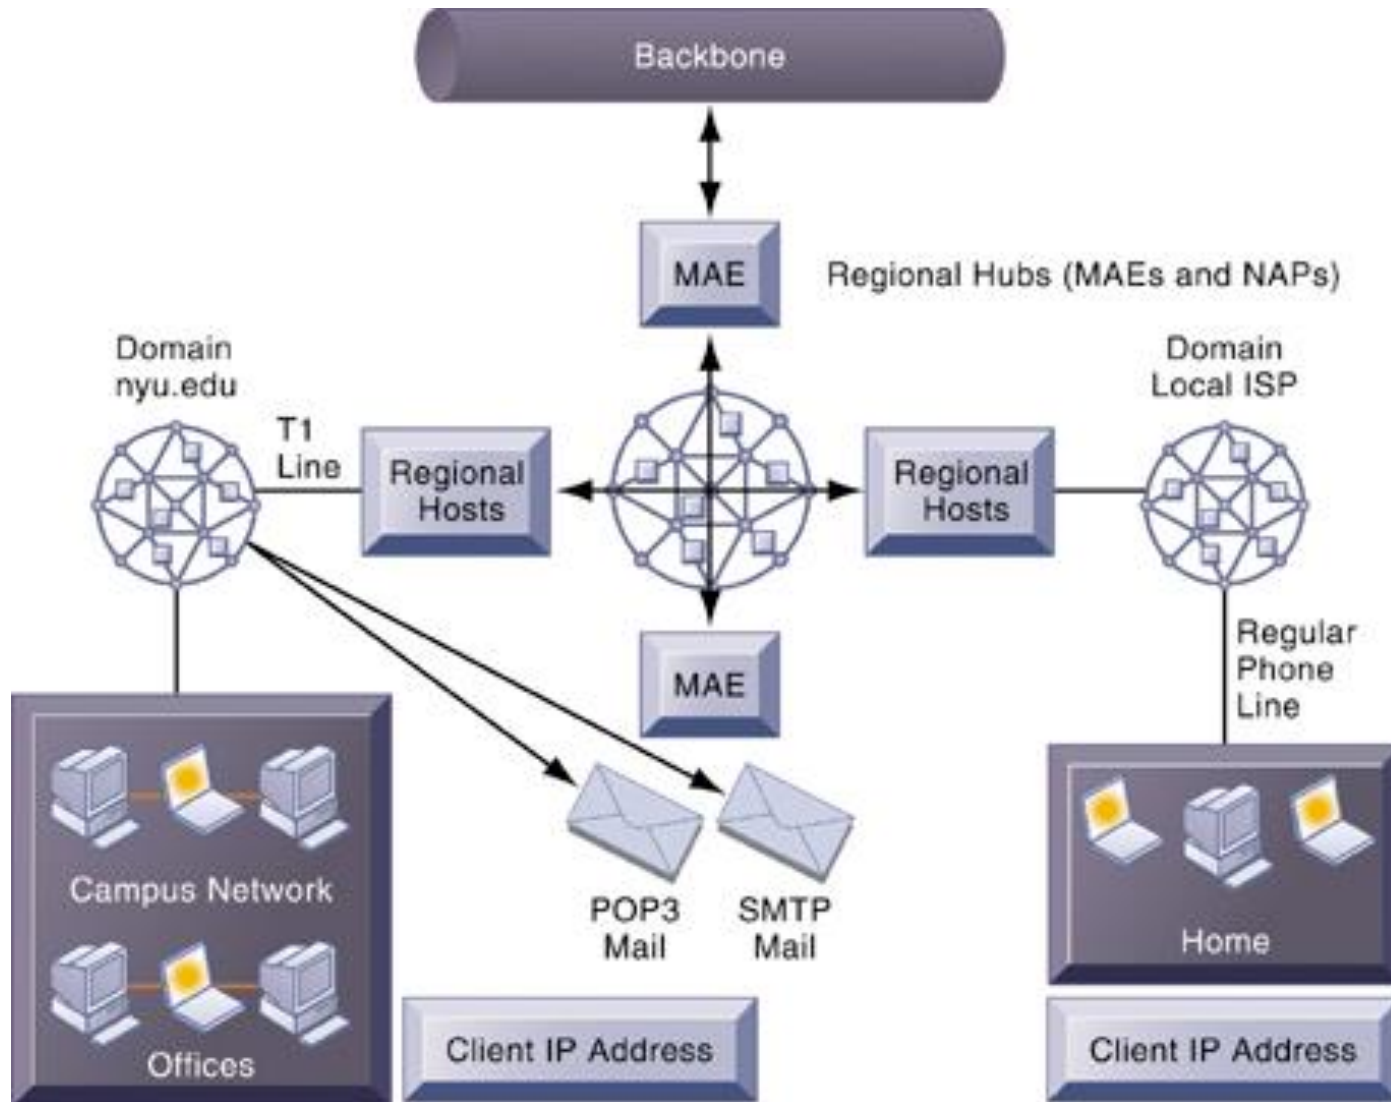 Backbone
MAE
Regional Hubs (MAEs and NAPs)
Domain
nyu.edu
T1
Line
Regional
Hosts
Regional
Hosts
Domain
Local ISP
MAE
Regular
Phone
Line
Campus Network
Offices
POP3
Mail
SMTP
Mail
Home
Client IP Address
Client IP Address